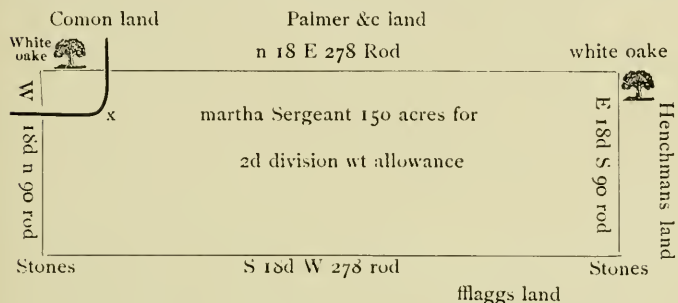 Comon land
Palmer &c land
White oake
n 18 E 278 Rod
white oake
W 18d n 90 rod
x
martha Sergeant 150 acres for
2d division wt allowance
E 18d S 90 rod
Henchmans land
Stones
S 18d W 278 rod
Stones
fflaggs land